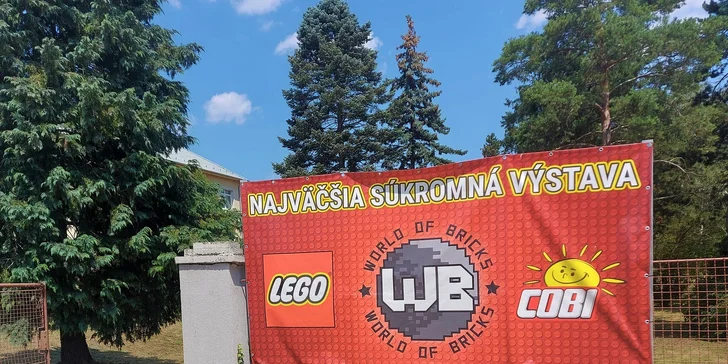 NAJVÄČŠIA SÚKROMNÁ VÝSTAVA
LEGO
WORLD OF BRICKS
WB
WORLD OF BRICKS
COBI